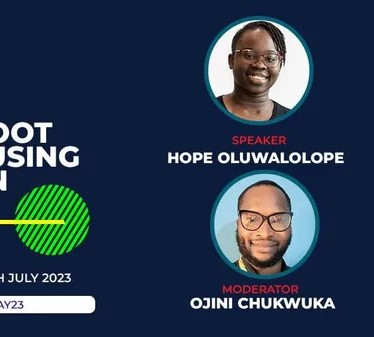 OOT
USING
N
H JULY 2023
AY23
SPEAKER
HOPE OLUWALOLOPE
MODERATOR
OJINI CHUKWUKA